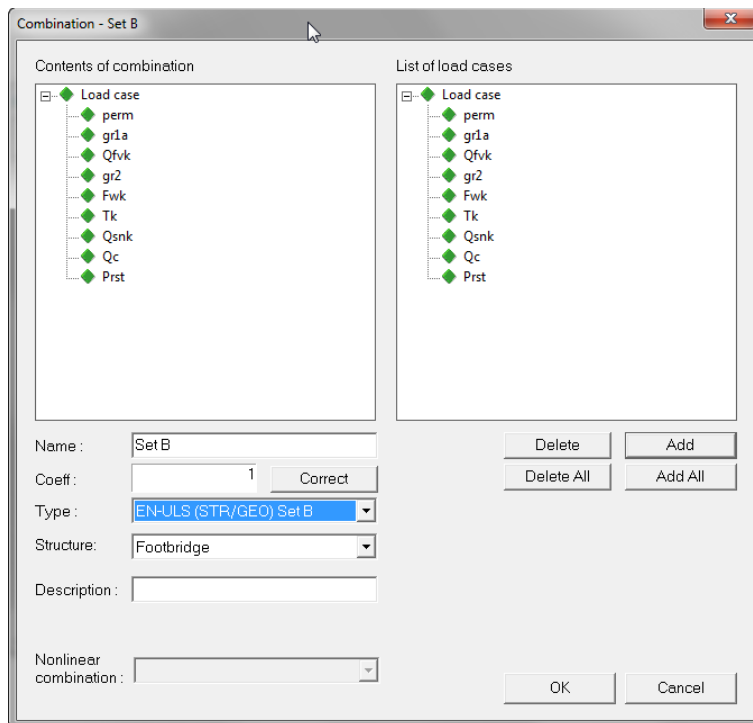 Combination - Set B
Contents of combination
Load case
perm
gr1a
Qfvk
gr2
Fwk
Tk
Qsnk
Qc
Prst
List of load cases
Load case
perm
gr1a
Qfvk
gr2
Fwk
Tk
Qsnk
Qc
Prst
Name : Set B
Coeff : 1 Correct
Type : EN-ULS (STR/GEO) Set B
Structure: Footbridge
Description :
Nonlinear
combination :
Delete Add
Delete All Add All
OK Cancel